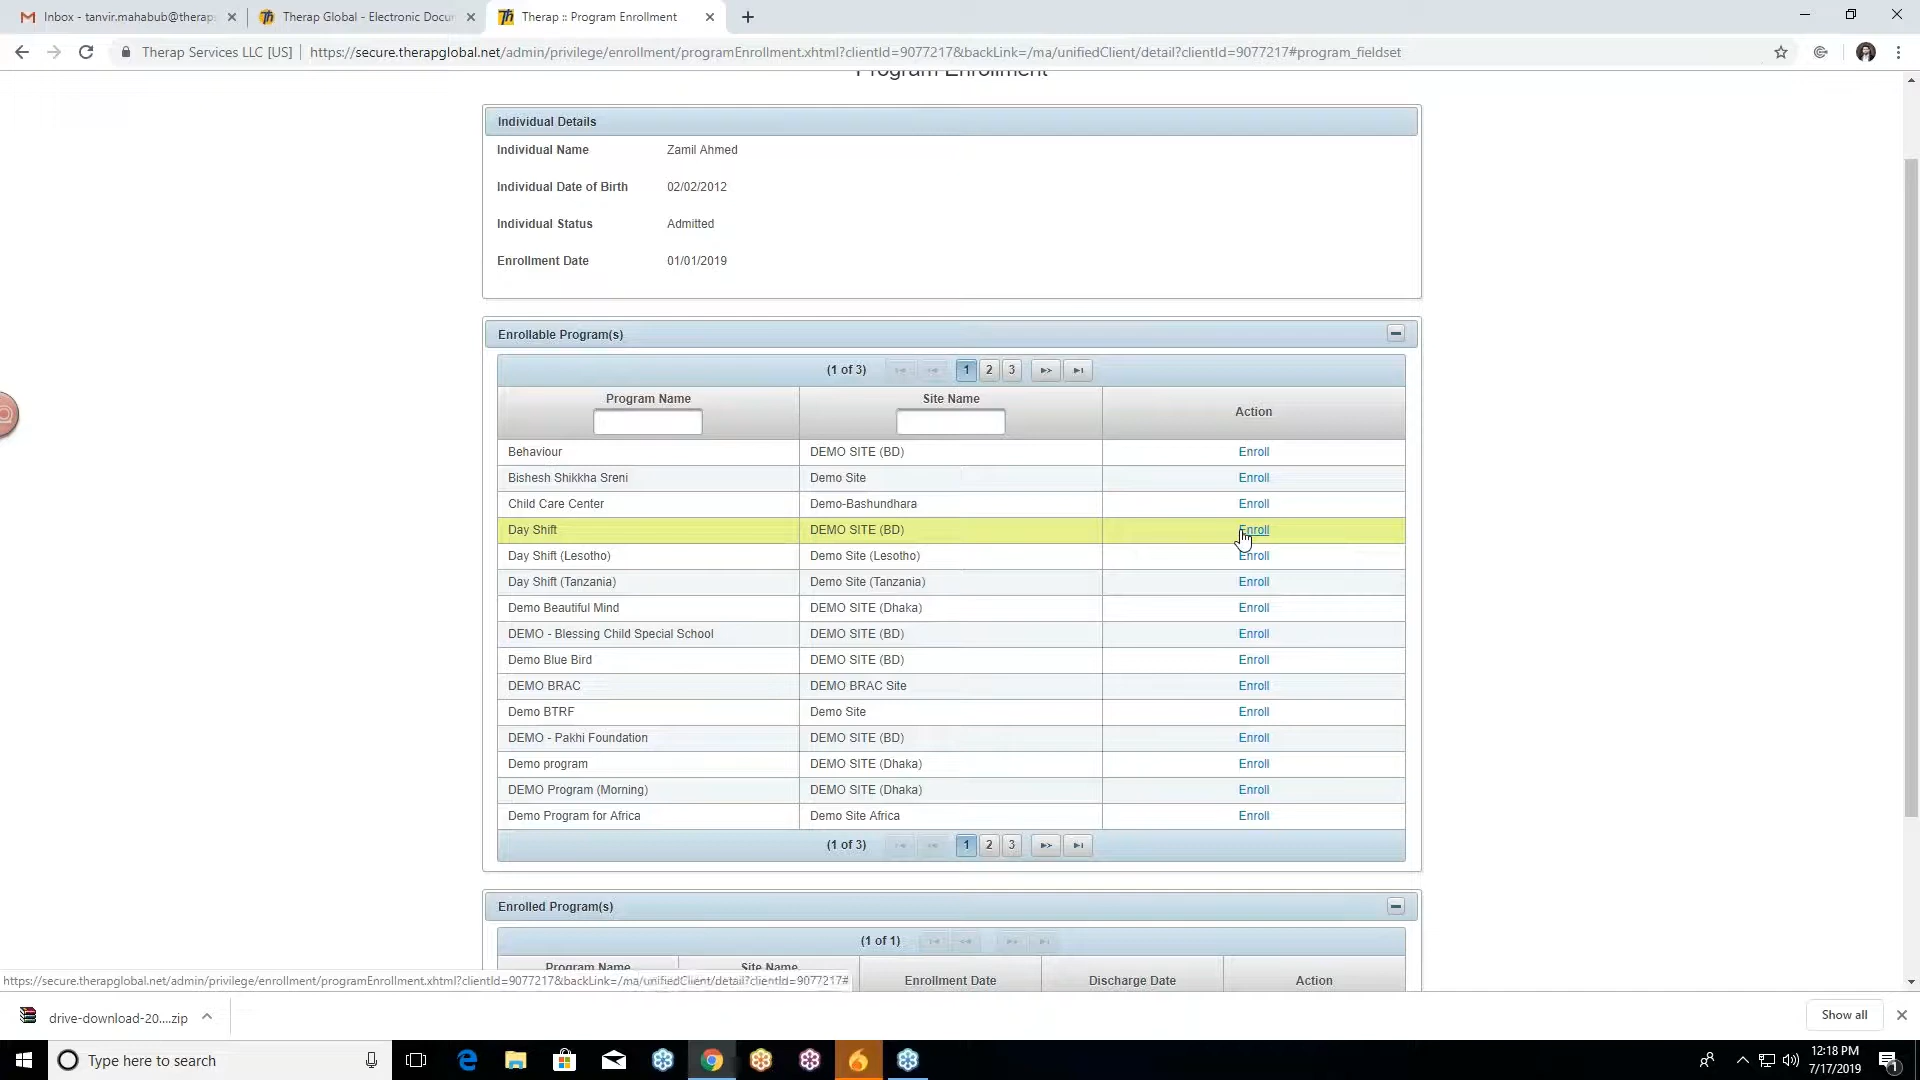 Inbox - tanvir.mahabub@therap
Therap Global - Electronic Docu
Therap :: Program Enrollment
Therap Services LLC [US]
https://secure.therapglobal.net/admin/privilege/enrollment/programEnrollment.xhtml?clientId=9077217&backLink=/ma/unifiedClient/detail?clientId=9077217#program_fieldset
Program Enrollment
Individual Details
Individual Name Zamil Ahmed
Individual Date of Birth 02/02/2012
Individual Status Admitted
Enrollment Date 01/01/2019
Enrollable Program(s)
(1 of 3) 1 2 3
Program Name Site Name Action
Behaviour DEMO SITE (BD) Enroll
Bishesh Shikkha Sreni Demo Site Enroll
Child Care Center Demo-Bashundhara Enroll
Day Shift DEMO SITE (BD) Enroll
Day Shift (Lesotho) Demo Site (Lesotho) Enroll
Day Shift (Tanzania) Demo Site (Tanzania) Enroll
Demo Beautiful Mind DEMO SITE (Dhaka) Enroll
DEMO - Blessing Child Special School DEMO SITE (BD) Enroll
Demo Blue Bird DEMO SITE (BD) Enroll
DEMO BRAC DEMO BRAC Site Enroll
Demo BTRF Demo Site Enroll
DEMO - Pakhi Foundation DEMO SITE (BD) Enroll
Demo program DEMO SITE (Dhaka) Enroll
DEMO Program (Morning) DEMO SITE (Dhaka) Enroll
Demo Program for Africa Demo Site Africa Enroll
(1 of 3) 1 2 3
Enrolled Program(s)
(1 of 1)
Program Name Site Name Enrollment Date Discharge Date Action
https://secure.therapglobal.net/admin/privilege/enrollment/programEnrollment.xhtml?clientId=9077217&backLink=/ma/unifiedClient/detail?clientId=9077217#
drive-download-20....zip
Show all
Type here to search
12:18 PM
7/17/2019
1